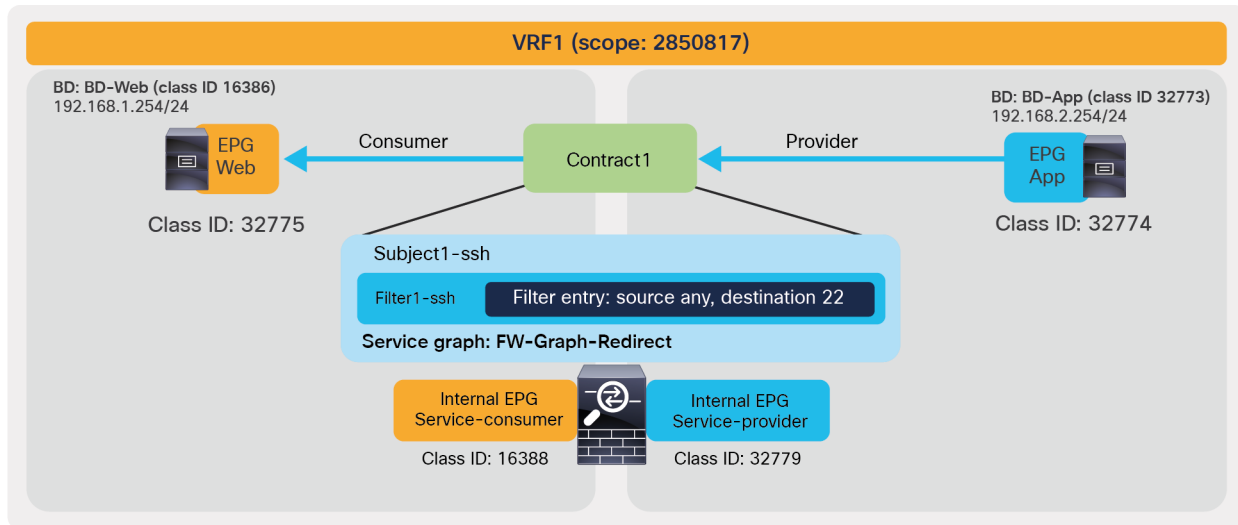 VRF1 (scope: 2850817)
BD: BD-Web (class ID 16386)
192.168.1.254/24
BD: BD-App (class ID 32773)
192.168.2.254/24
EPG
Web
Consumer
Contract1
Provider
EPG
App
Class ID: 32775
Class ID: 32774
Subject1-ssh
Filter1-ssh
Filter entry: source any, destination 22
Service graph: FW-Graph-Redirect
Internal EPG
Service-consumer
Internal EPG
Service-provider
Class ID: 16388
Class ID: 32779